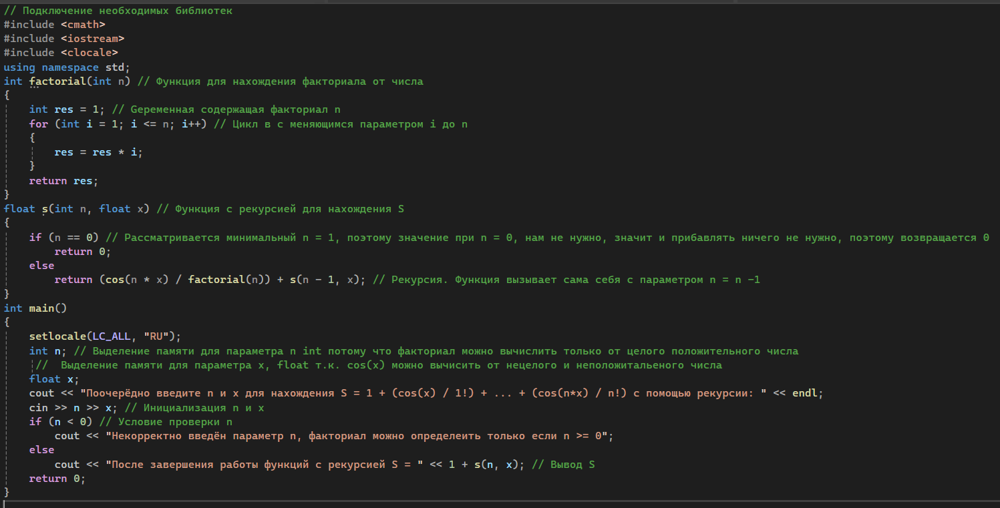 // Подключение необходимых библиотек
#include <cmath>
#include <iostream>
#include <clocale>
using namespace std;
int factorial(int n) // Функция для нахождения факториала от числа
{
    int res = 1; // Gеременная содержащая факториал n
    for (int i = 1; i <= n; i++) // Цикл в с меняющимся параметром i до n
    {
        res = res * i;
    }
    return res;
}
float s(int n, float x) // Функция с рекурсией для нахождения S
{
    if (n == 0) // Рассматривается минимальный n = 1, поэтому значение при n = 0, нам не нужно, значит и прибавлять ничего не нужно, поэтому возвращается 0
        return 0;
    else
        return (cos(n * x) / factorial(n)) + s(n - 1, x); // Рекурсия. Функция вызывает сама себя с параметром n = n -1
}
int main()
{
    setlocale(LC_ALL, "RU");
    int n; // Выделение памяти для параметра n int потому что факториал можно вычислить только от целого положительного числа
    //  Выделение памяти для параметра x, float т.к. cos(x) можно вычисить от нецелого и неположитальеного числа
    float x;
    cout << "Поочерёдно введите n и x для нахождения S = 1 + (cos(x) / 1!) + ... + (cos(n*x) / n!) с помощью рекурсии: " << endl;
    cin >> n >> x; // Инициализация n и x
    if (n < 0) // Условие проверки n
        cout << "Некорректно введён параметр n, факториал можно определеить только если n >= 0";
    else
        cout << "После завершения работы функций с рекурсией S = " << 1 + s(n, x); // Вывод S
    return 0;
}